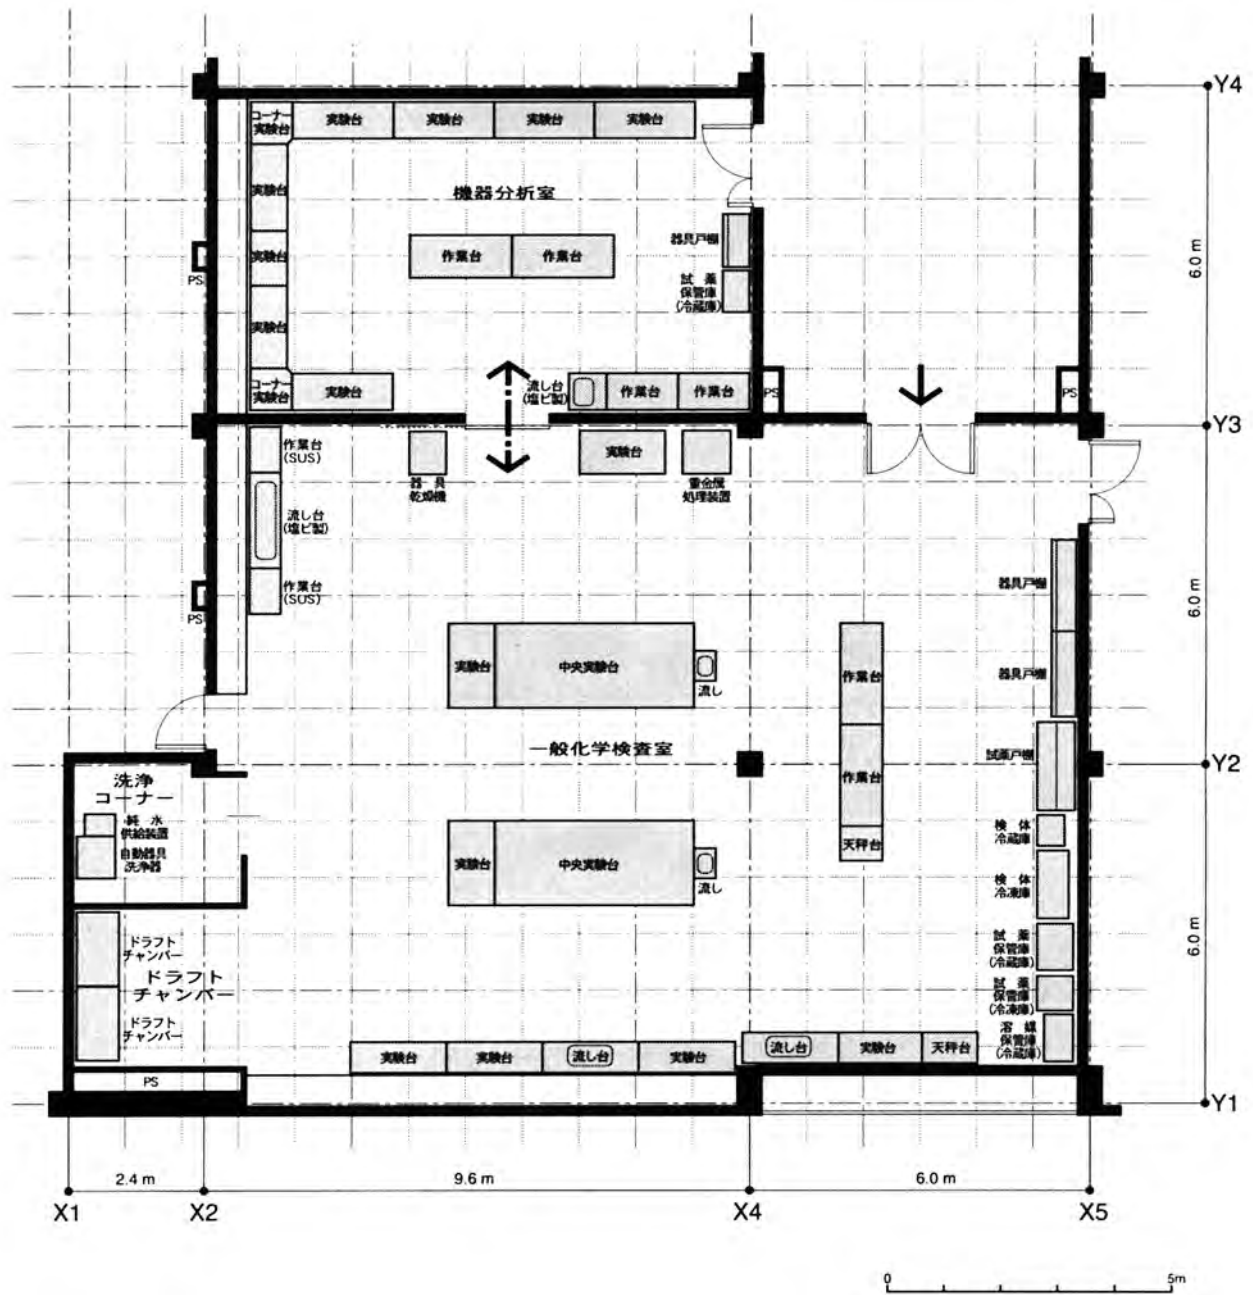 Y4
コーナー
実験台
実験台
実験台
実験台
実験台
実験台
機器分析室
器具戸棚
作業台
作業台
実験台
6.0 m
PS
試 薬
保管庫
(冷蔵庫)
実験台
コーナー
実験台
実験台
流し台
(塩ビ製)
作業台
作業台
PS
PS
Y3
作業台
(SUS)
器 具
乾燥機
実験台
重金属
処理装置
流し台
(塩ビ製)
作業台
(SUS)
PS
器具戸棚
6.0 m
実験台
中央実験台
流し
作業台
器具戸棚
一般化学検査室
試薬戸棚
Y2
洗浄
コーナー
作業台
純 水
供給装置
自動器具
洗浄器
検 体
冷蔵庫
実験台
中央実験台
流し
天秤台
検 体
冷凍庫
ドラフト
チャンバー
試 薬
保管庫
(冷蔵庫)
6.0 m
ドラフト
チャンバー
試 薬
保管庫
(冷凍庫)
ドラフト
チャンバー
溶 媒
保管庫
(冷蔵庫)
実験台
実験台
流し台
実験台
流し台
実験台
天秤台
PS
Y1
2.4 m
9.6 m
6.0 m
X1
X2
X4
X5
0
5m